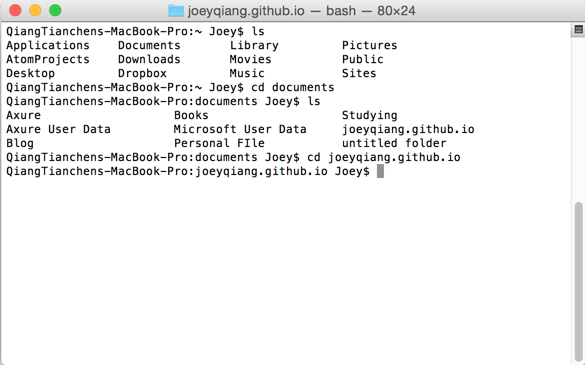 joeyqiang.github.io — bash — 80×24
QiangTianchens-MacBook-Pro:~ Joey$ ls
Applications    Documents       Library         Pictures
AtomProjects    Downloads       Movies          Public
Desktop         Dropbox         Music           Sites
QiangTianchens-MacBook-Pro:~ Joey$ cd documents
QiangTianchens-MacBook-Pro:documents Joey$ ls
Axure                   Books                   Studying
Axure User Data         Microsoft User Data     joeyqiang.github.io
Blog                    Personal FIle           untitled folder
QiangTianchens-MacBook-Pro:documents Joey$ cd joeyqiang.github.io
QiangTianchens-MacBook-Pro:joeyqiang.github.io Joey$